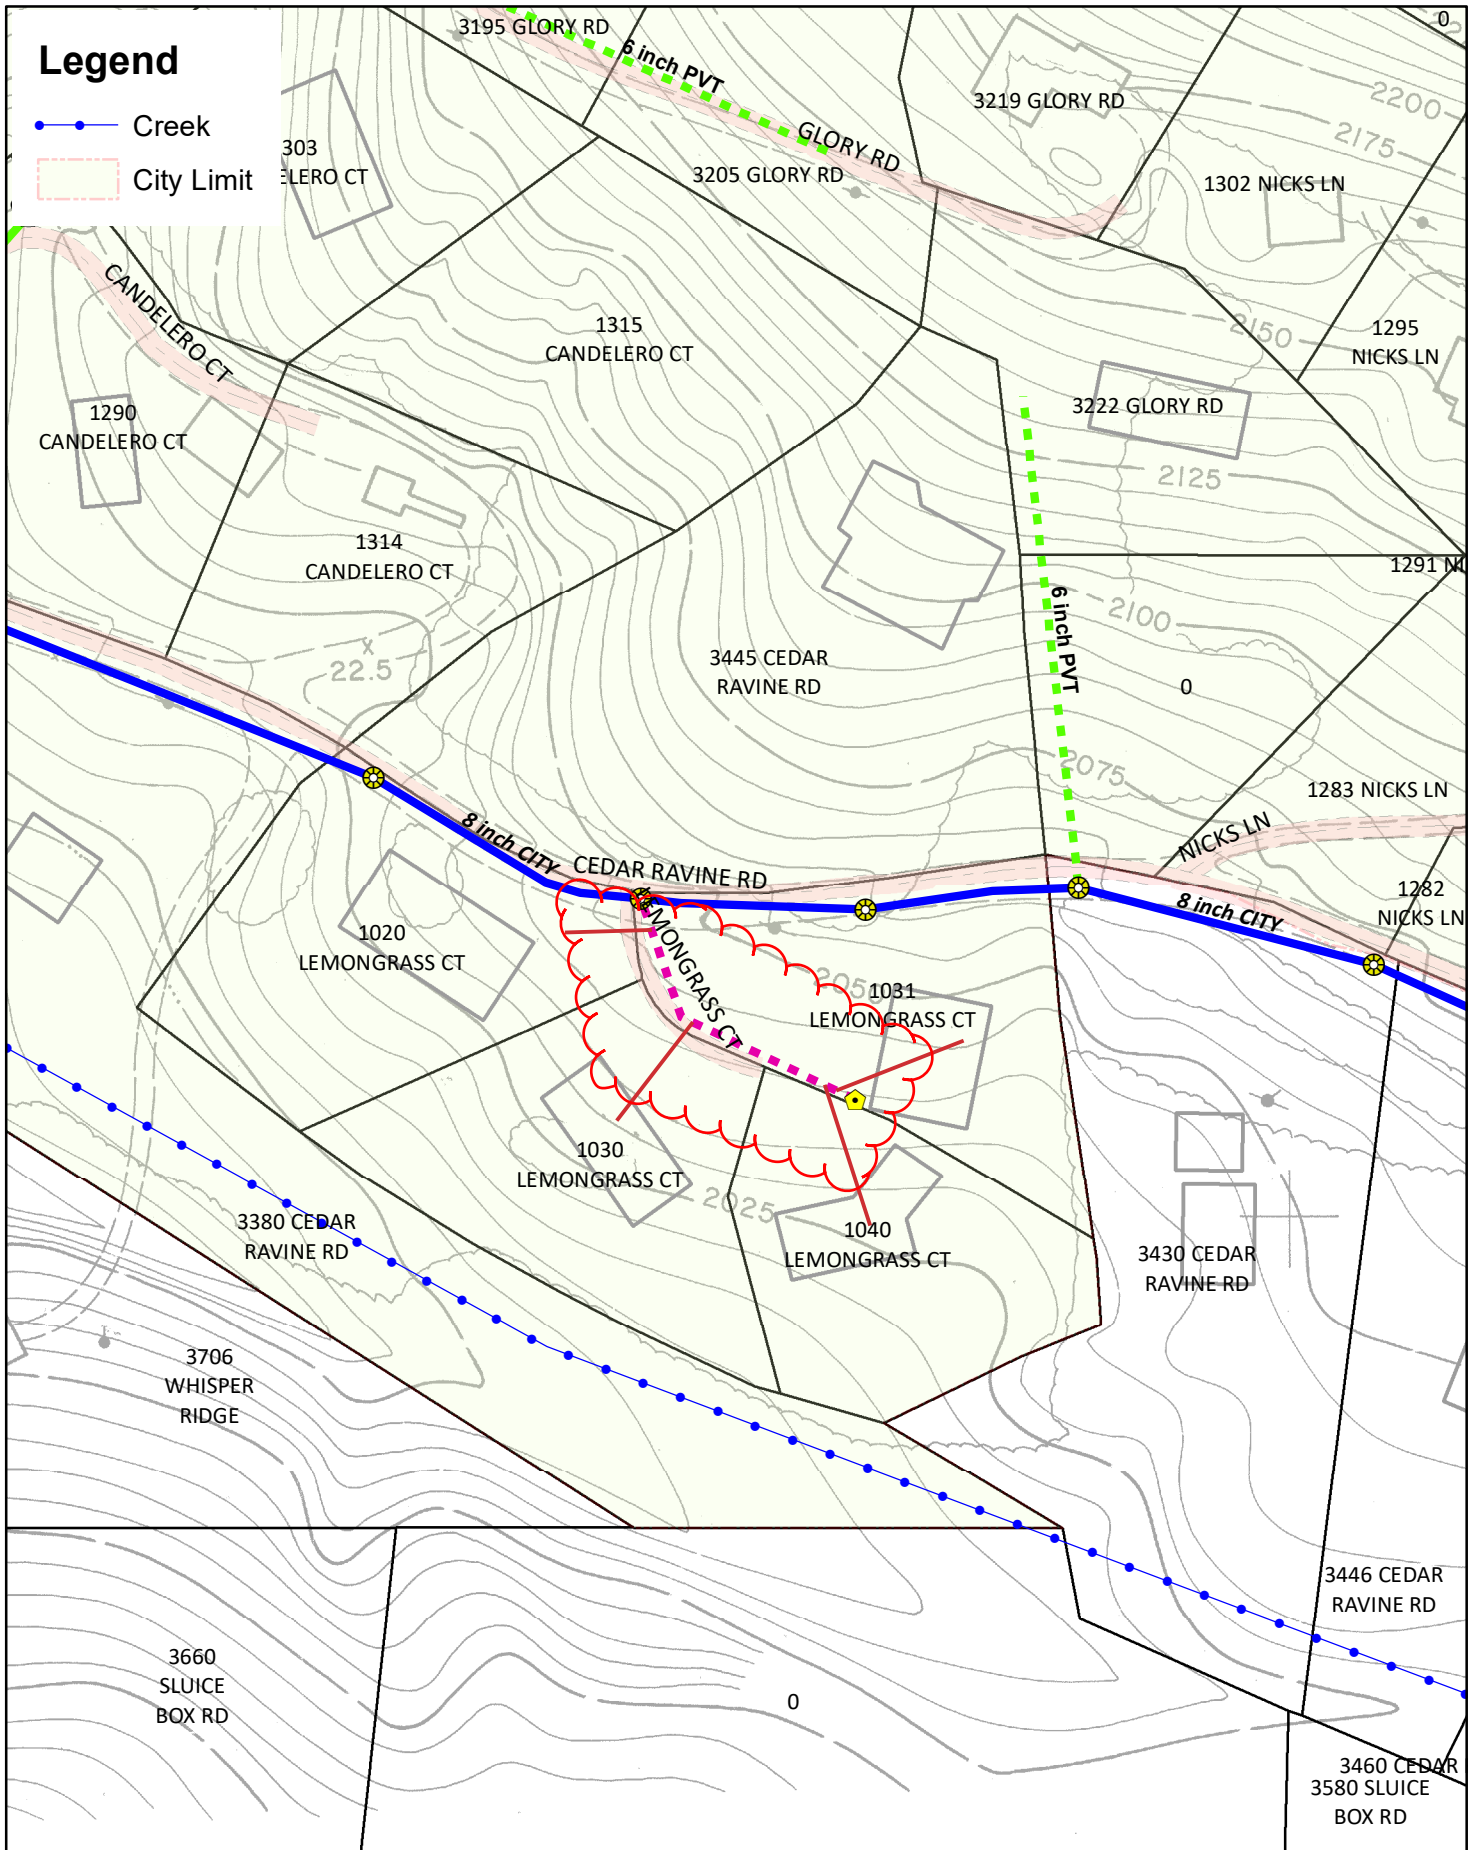 3195 GLORY RD
0
Legend
6 inch PVT
2200
Creek
3219 GLORY RD
2175
GLORY RD
303
City Limit
ELERO CT
3205 GLORY RD
1302 NICKS LN
CANDELERO CT
1315
CANDELERO CT
2150
1295
NICKS LN
1290
CANDELERO CT
3222 GLORY RD
2125
1314
CANDELERO CT
1291 NI
6 inch PVT
2100
x
22.5
3445 CEDAR
RAVINE RD
0
2075
1283 NICKS LN
8 inch CITY
NICKS LN
CEDAR RAVINE RD
8 inch CITY
1282
NICKS LN
1020
LEMONGRASS CT
LEMONGRASS CT
2050
1031
LEMONGRASS CT
1030
LEMONGRASS CT
2025
1040
LEMONGRASS CT
3380 CEDAR
RAVINE RD
3430 CEDAR
RAVINE RD
3706
WHISPER
RIDGE
3446 CEDAR
RAVINE RD
3660
SLUICE
BOX RD
0
3460 CEDAR
3580 SLUICE
BOX RD